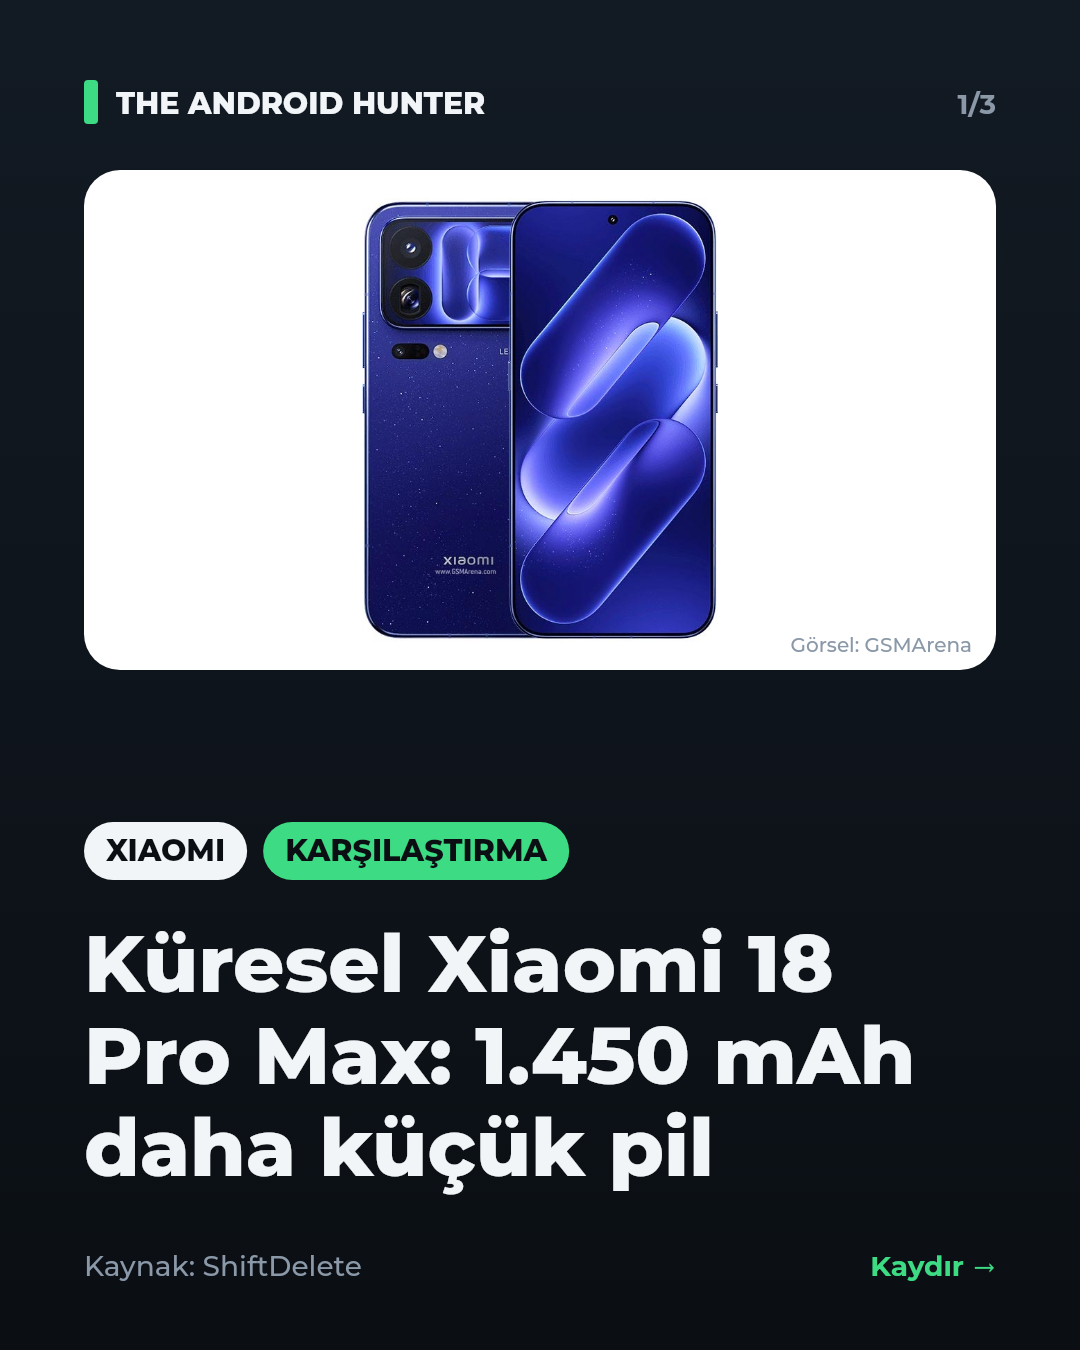 THE ANDROID HUNTER
1/3
xiaomi
www.GSMArena.com
Görsel: GSMArena
XIAOMI
KARŞILAŞTIRMA
Küresel Xiaomi 18
Pro Max: 1.450 mAh
daha küçük pil
Kaynak: ShiftDelete
Kaydır →